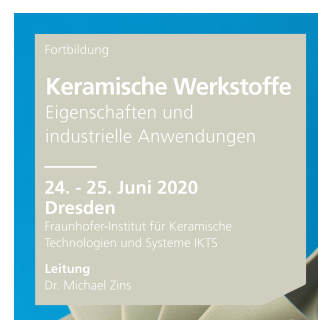 Fortbildung
Keramische Werkstoffe
Eigenschaften und
industrielle Anwendungen
24. - 25. Juni 2020
Dresden
Fraunhofer-Institut für Keramische
Technologien und Systeme IKTS
Leitung
Dr. Michael Zins